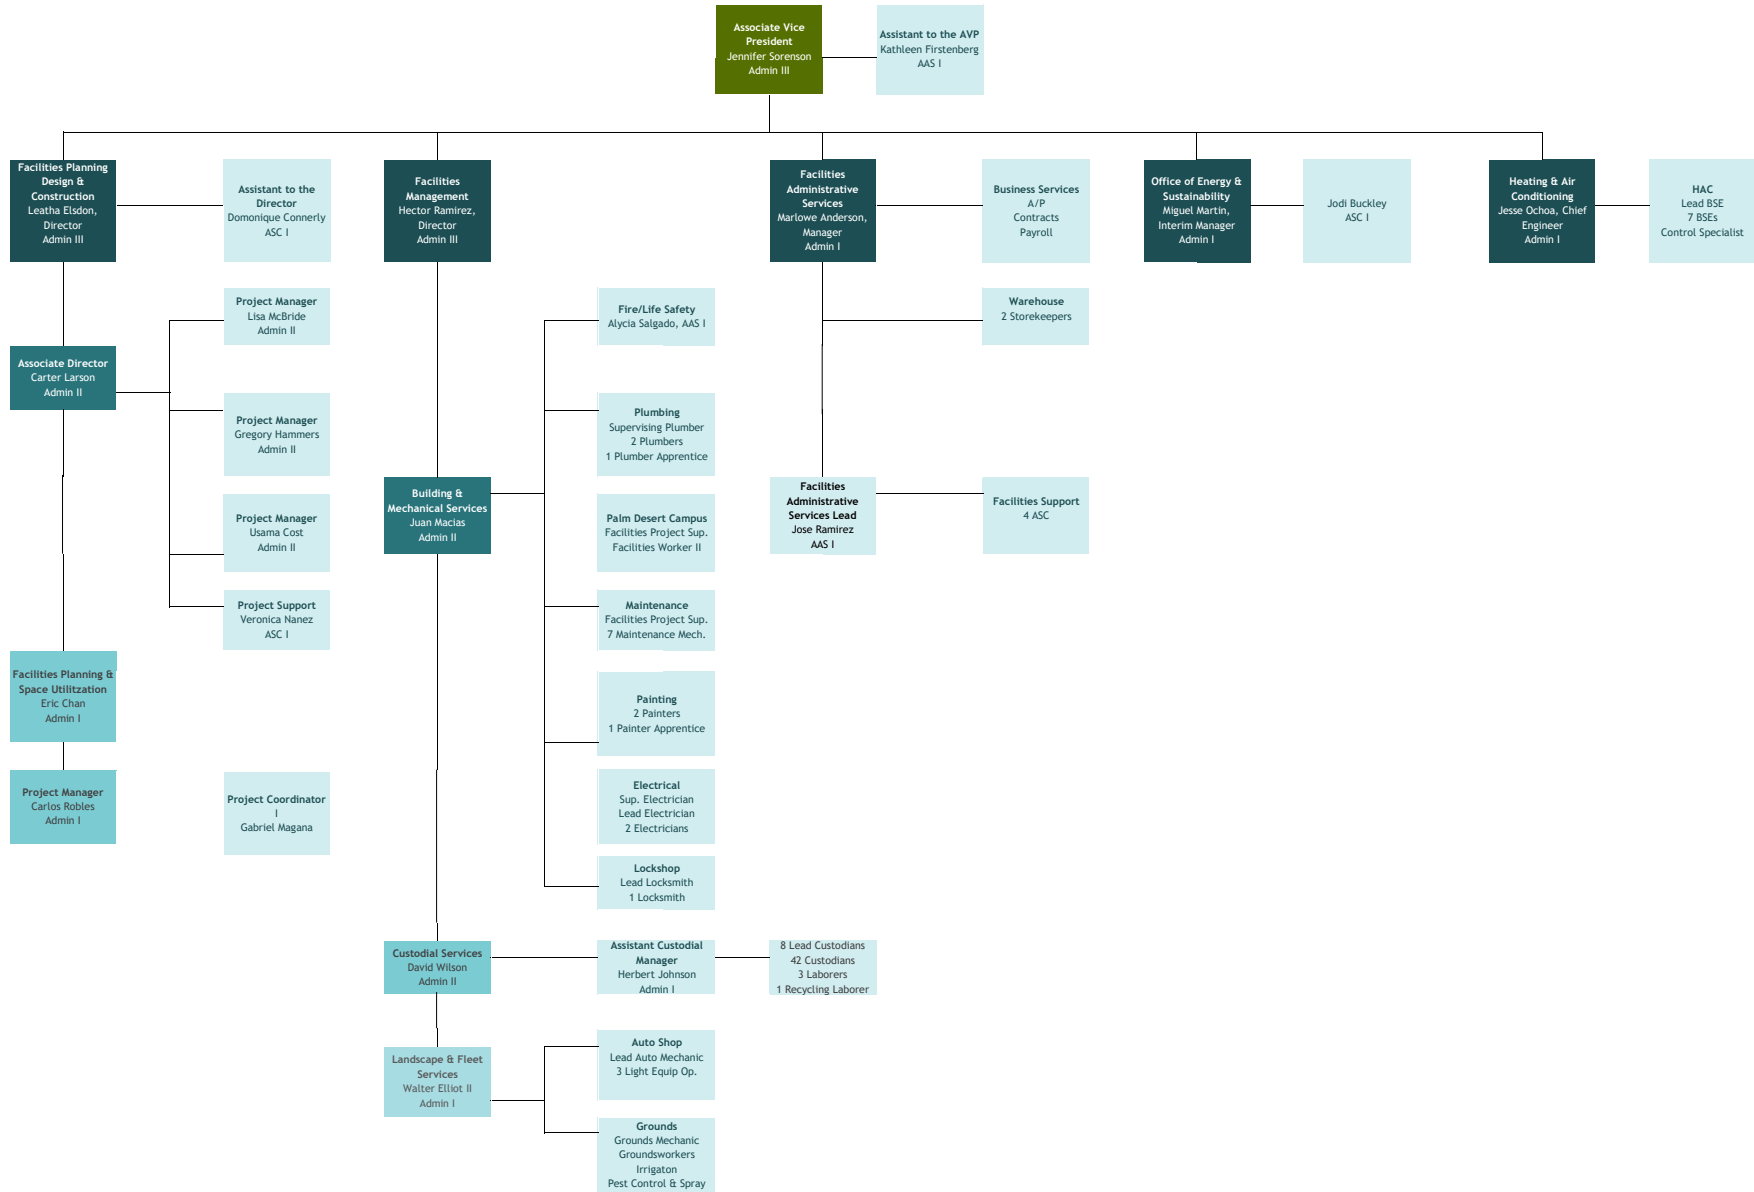 Associate Vice
President
Jennifer Sorenson
Admin III
Assistant to the AVP
Kathleen Firstenberg
AAS I
Facilities Planning
Design &
Construction
Leatha Elsdon,
Director
Admin III
Assistant to the
Director
Domonique Connerly
ASC I
Facilities
Management
Hector Ramirez,
Director
Admin III
Facilities
Administrative
Services
Marlowe Anderson,
Manager
Admin I
Business Services
A/P
Contracts
Payroll
Office of Energy &
Sustainability
Miguel Martin,
Interim Manager
Admin I
Jodi Buckley
ASC I
Heating & Air
Conditioning
Jesse Ochoa, Chief
Engineer
Admin I
HAC
Lead BSE
7 BSEs
Control Specialist
Project Manager
Lisa McBride
Admin II
Fire/Life Safety
Alycia Salgado, AAS I
Warehouse
2 Storekeepers
Associate Director
Carter Larson
Admin II
Project Manager
Gregory Hammers
Admin II
Plumbing
Supervising Plumber
2 Plumbers
1 Plumber Apprentice
Building &
Mechanical Services
Juan Macias
Admin II
Facilities
Administrative
Services Lead
Jose Ramirez
AAS I
Facilities Support
4 ASC
Project Manager
Usama Cost
Admin II
Palm Desert Campus
Facilities Project Sup.
Facilities Worker II
Project Support
Veronica Nanez
ASC I
Maintenance
Facilities Project Sup.
7 Maintenance Mech.
Facilities Planning &
Space Utilitzation
Eric Chan
Admin I
Painting
2 Painters
1 Painter Apprentice
Project Manager
Carlos Robles
Admin I
Project Coordinator
I
Gabriel Magana
Electrical
Sup. Electrician
Lead Electrician
2 Electricians
Lockshop
Lead Locksmith
1 Locksmith
Custodial Services
David Wilson
Admin II
Assistant Custodial
Manager
Herbert Johnson
Admin I
8 Lead Custodians
42 Custodians
3 Laborers
1 Recycling Laborer
Landscape & Fleet
Services
Walter Elliot II
Admin I
Auto Shop
Lead Auto Mechanic
3 Light Equip Op.
Grounds
Grounds Mechanic
Groundsworkers
Irrigaton
Pest Control & Spray